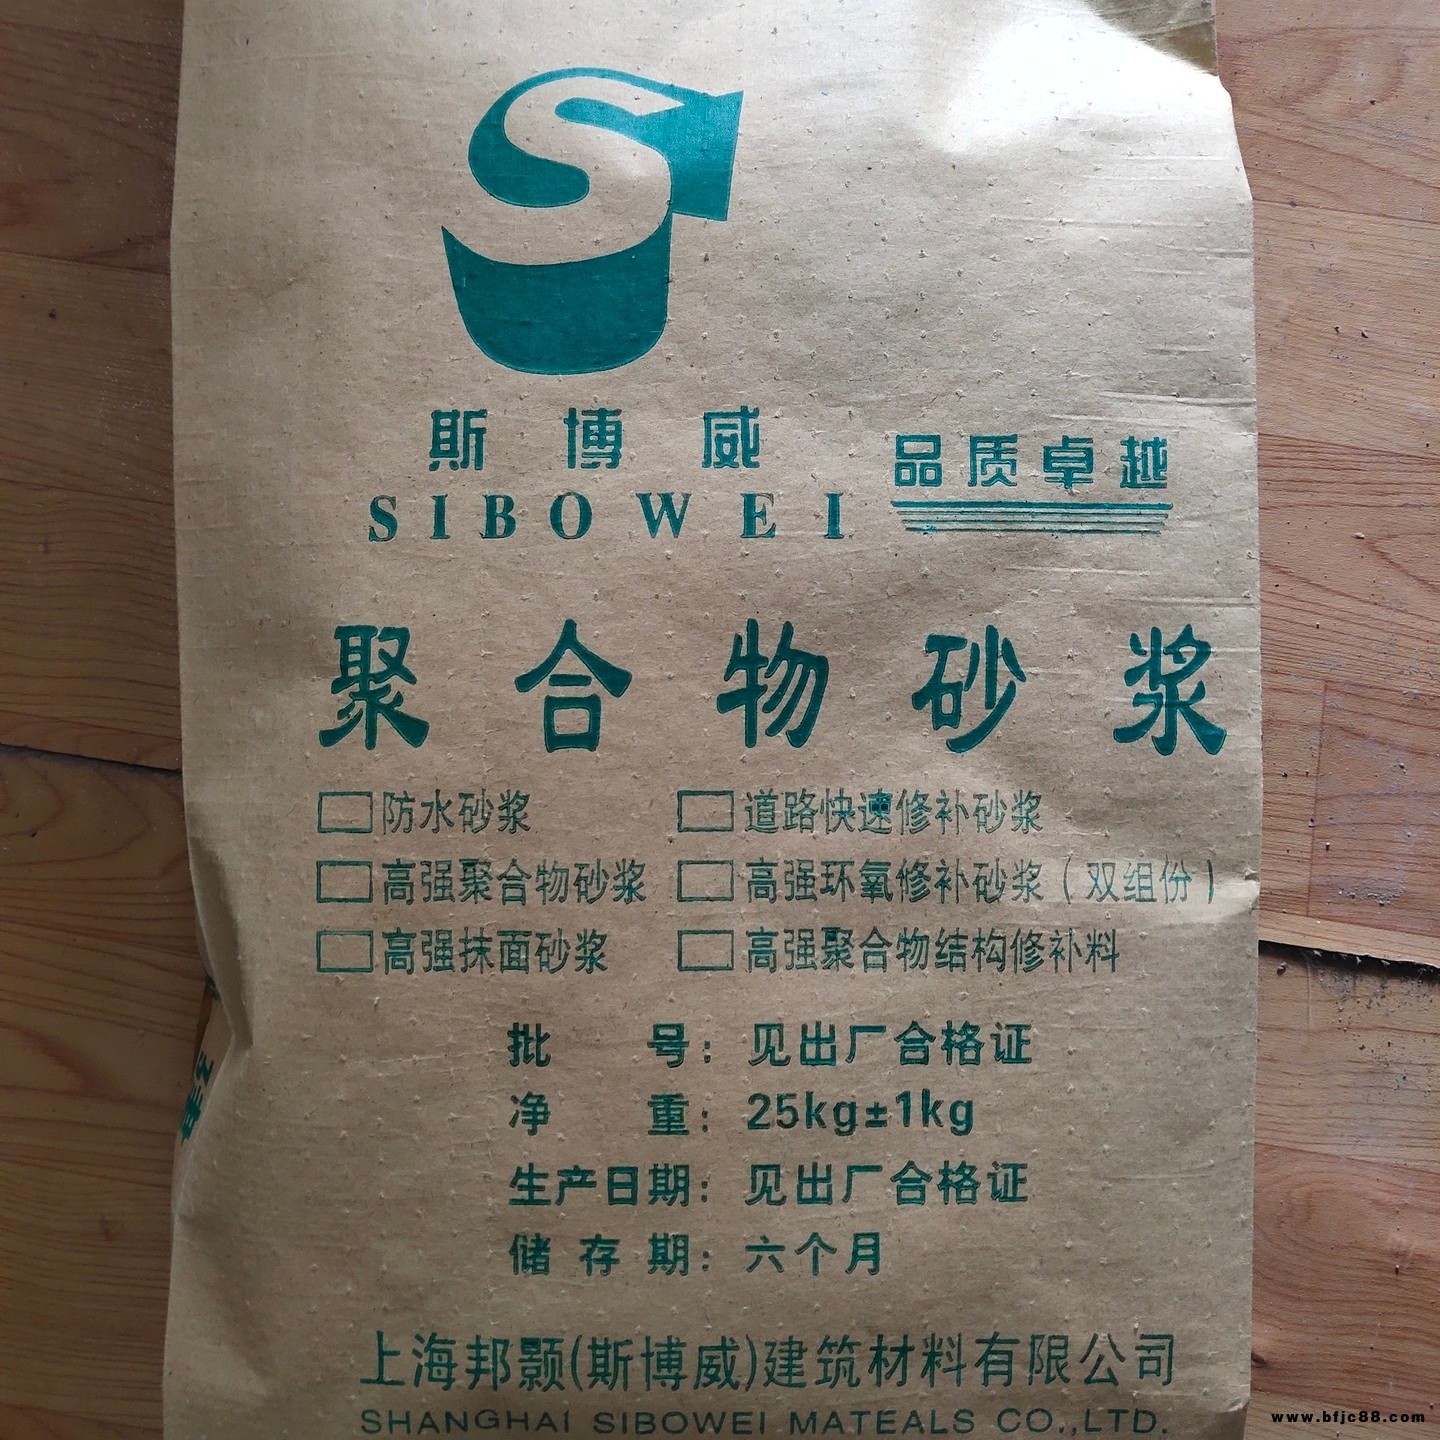 斯博威
品质卓越
SIBOWEI
聚合物砂浆
防水砂浆
道路快速修补砂浆
高强聚合物砂浆
高强环氧修补砂浆（双组份）
高强抹面砂浆
高强聚合物结构修补料
批号：见出厂合格证
净重：25kg±1kg
生产日期：见出厂合格证
储存期：六个月
上海邦颢(斯博威)建筑材料有限公司
SHANGHAI SIBOWEI MATEALS CO.,LTD.
www.bfjc88.com